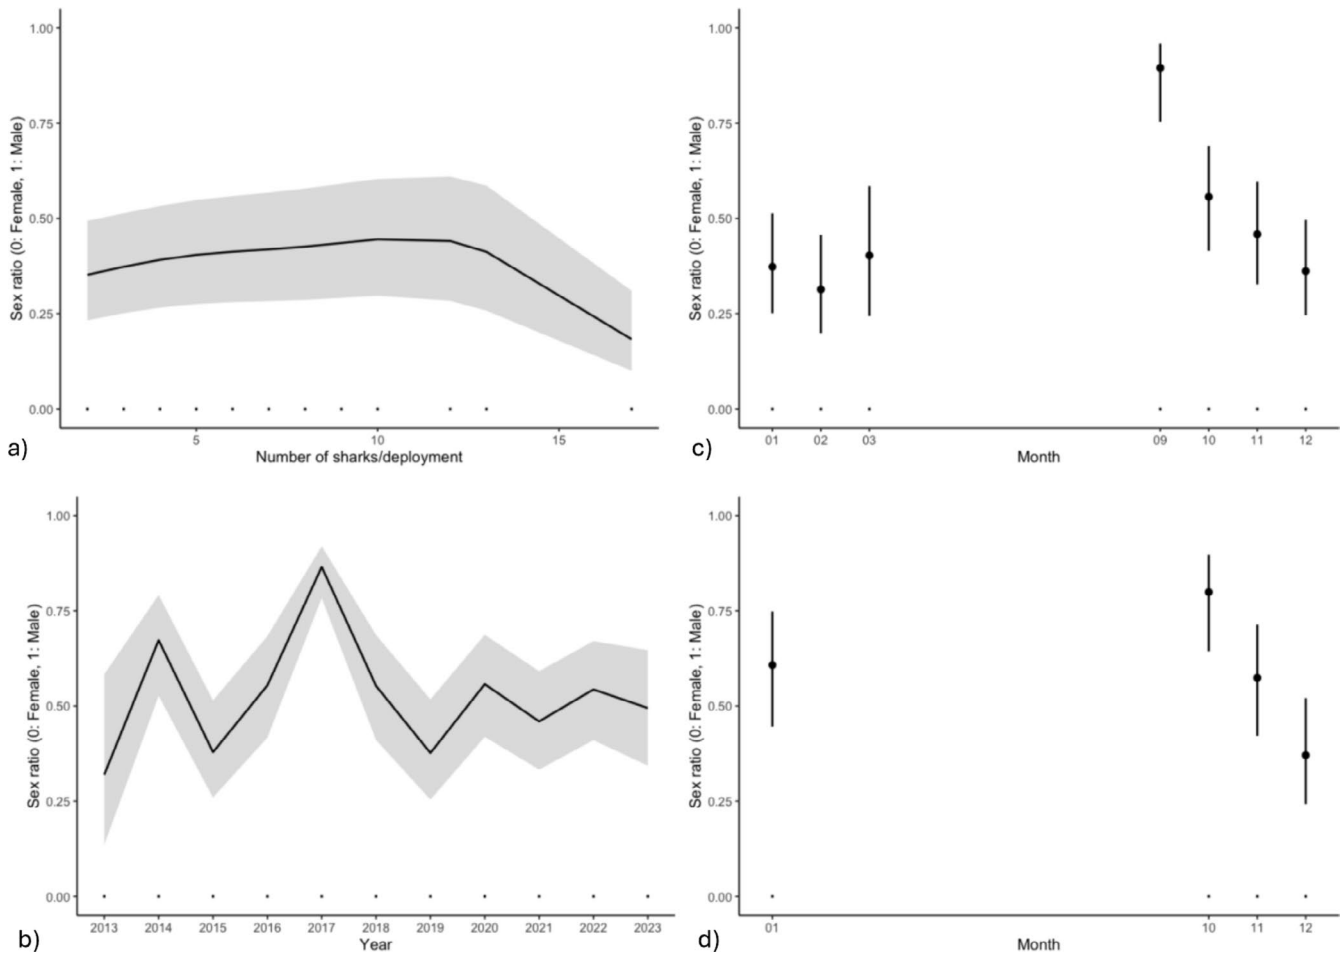 1.00
0.75
0.50
0.25
0.00
Sex ratio (0: Female, 1: Male)
5 10 15
Number of sharks/deployment
a)
1.00
0.75
0.50
0.25
0.00
Sex ratio (0: Female, 1: Male)
01 02 03 09 10 11 12
Month
c)
1.00
0.75
0.50
0.25
0.00
Sex ratio (0: Female, 1: Male)
2013 2014 2015 2016 2017 2018 2019 2020 2021 2022 2023
Year
b)
1.00
0.75
0.50
0.25
0.00
Sex ratio (0: Female, 1: Male)
01 10 11 12
Month
d)